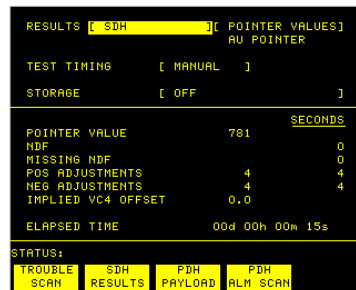 RESULTS [ SDH ][ POINTER VALUES]
AU POINTER
TEST TIMING [ MANUAL ]
STORAGE [ OFF ]
SECONDS
POINTER VALUE 781
NDF 0
MISSING NDF 0
POS ADJUSTMENTS 4 4
NEG ADJUSTMENTS 4 4
IMPLIED VC4 OFFSET 0.0
ELAPSED TIME 00d 00h 00m 15s
STATUS:
TROUBLE SDH PDH PDH
SCAN RESULTS PAYLOAD ALM SCAN